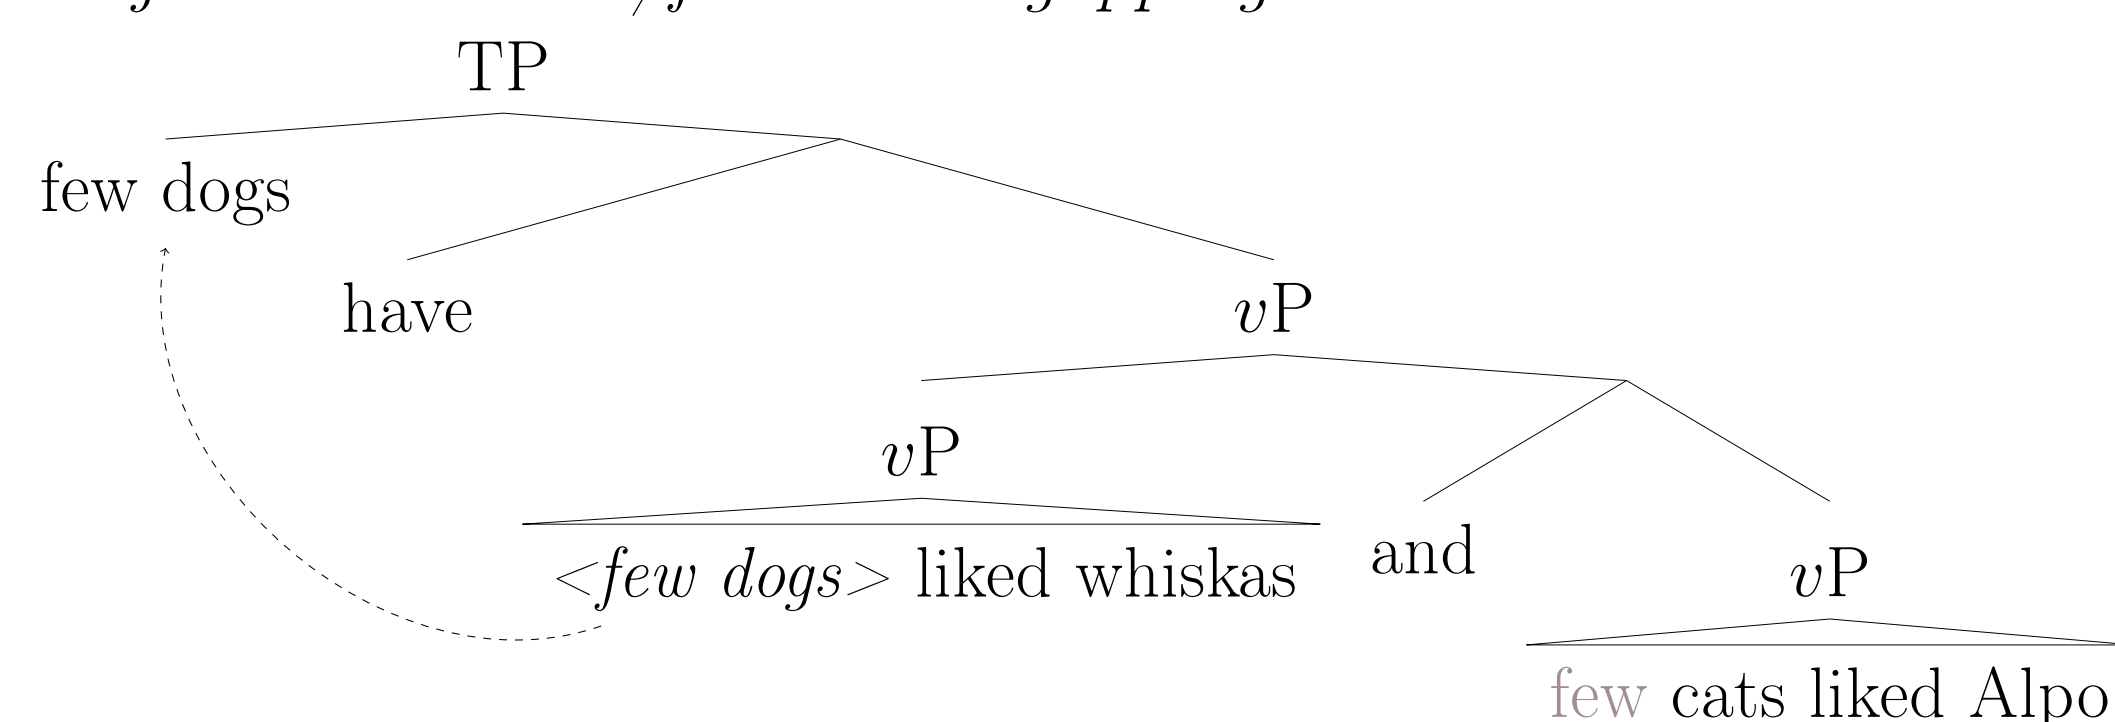 TP
few dogs
have
vP
vP
<few dogs> liked whiskas
and
vP
few cats liked Alpo